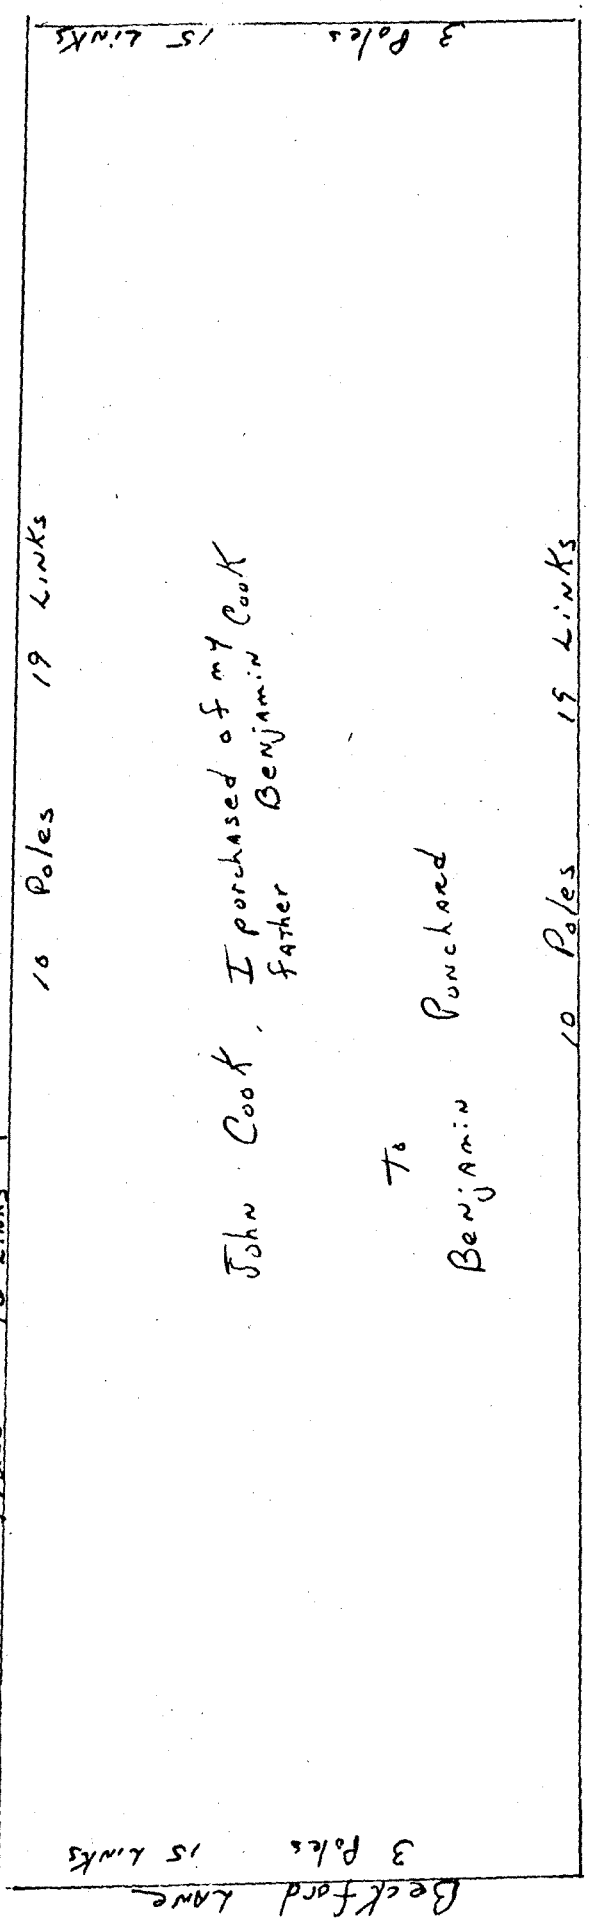 3 Poles 15 Links
10 Poles 19 Links
John Cook. I purchased of my
father Benjamin Cook
To
Benjamin Punchard
10 Poles 19 Links
3 Poles 15 Links
Beckford Lane